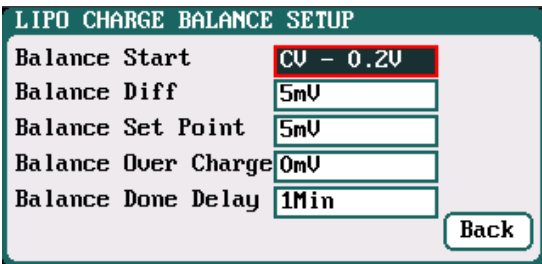 LIPO CHARGE BALANCE SETUP
Balance Start CV - 0.2V
Balance Diff 5mV
Balance Set Point 5mV
Balance Over Charge 0mV
Balance Done Delay 1Min
Back